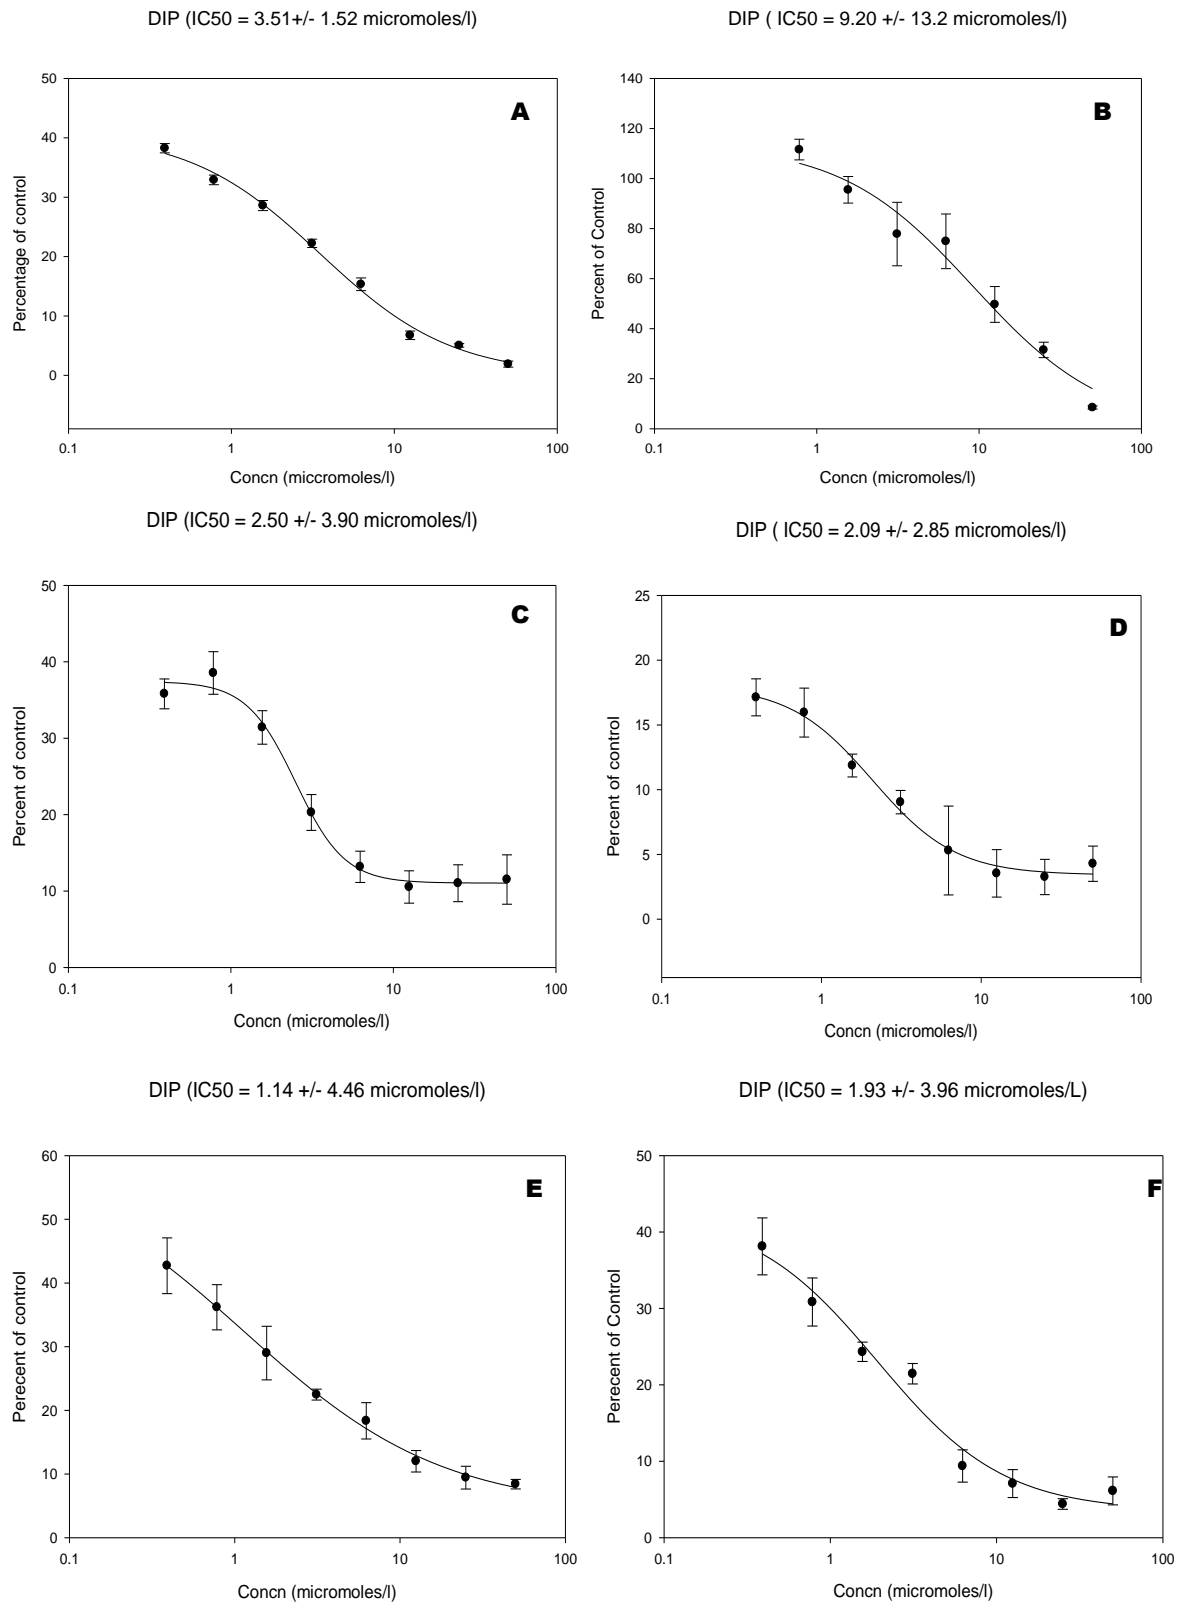 DIP (IC50 = 3.51+/- 1.52 micromoles/l)
50
40
30
20
10
0
Percentage of control
A
0.1 1 10 100
Concn (miccromoles/l)
DIP ( IC50 = 9.20 +/- 13.2 micromoles/l)
140
120
100
80
60
40
20
0
Percent of Control
B
0.1 1 10 100
Concn (micromoles/l)
DIP (IC50 = 2.50 +/- 3.90 micromoles/l)
50
40
30
20
10
0
Percent of control
C
0.1 1 10 100
Concn (micromoles/l)
DIP ( IC50 = 2.09 +/- 2.85 micromoles/l)
25
20
15
10
5
0
Percent of control
D
0.1 1 10 100
Concn (micromoles/l)
DIP (IC50 = 1.14 +/- 4.46 micromoles/l)
60
50
40
30
20
10
0
Perecent of control
E
0.1 1 10 100
Concn (micromoles/l)
DIP (IC50 = 1.93 +/- 3.96 micromoles/L)
50
40
30
20
10
0
Perecent of Control
F
0.1 1 10 100
Concn (micromoles/l)